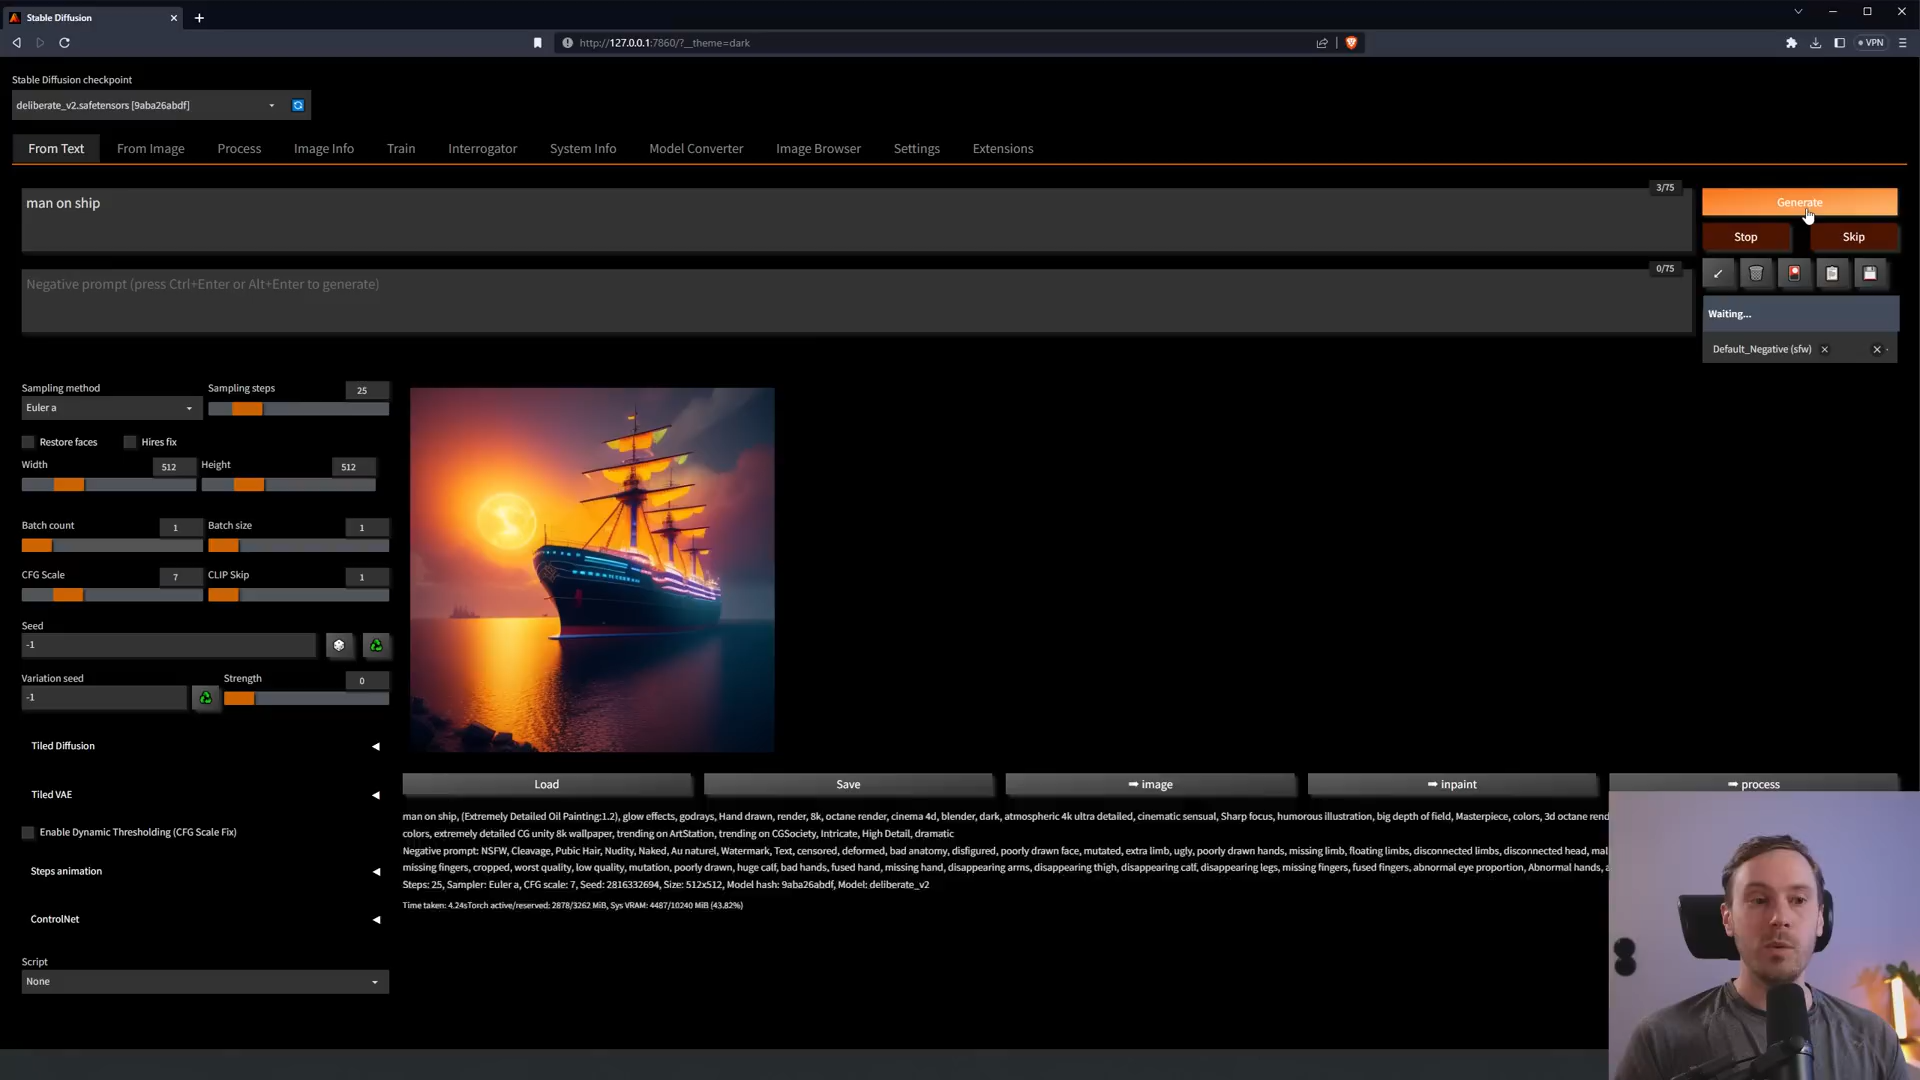 Stable Diffusion
http://127.0.0.1:7860/?__theme=dark
VPN
Stable Diffusion checkpoint
deliberate_v2.safetensors [9aba26abdf]
From Text
From Image
Process
Image Info
Train
Interrogator
System Info
Model Converter
Image Browser
Settings
Extensions
man on ship
3/75
Generate
Stop
Skip
Negative prompt (press Ctrl+Enter or Alt+Enter to generate)
0/75
Waiting...
Default_Negative (sfw)
Sampling method
Euler a
Sampling steps
25
Restore faces
Hires fix
Width
512
Height
512
Batch count
1
Batch size
1
CFG Scale
7
CLIP Skip
1
Seed
-1
Variation seed
-1
Strength
0
Tiled Diffusion
Tiled VAE
Enable Dynamic Thresholding (CFG Scale Fix)
Steps animation
ControlNet
Script
None
Load
Save
➡ image
➡ inpaint
➡ process
man on ship, (Extremely Detailed Oil Painting:1.2), glow effects, godrays, Hand drawn, render, 8k, octane render, cinema 4d, blender, dark, atmospheric 4k ultra detailed, cinematic sensual, Sharp focus, humorous illustration, big depth of field, Masterpiece, colors, 3d octane rend
colors, extremely detailed CG unity 8k wallpaper, trending on ArtStation, trending on CGSociety, Intricate, High Detail, dramatic
Negative prompt: NSFW, Cleavage, Pubic Hair, Nudity, Naked, Au naturel, Watermark, Text, censored, deformed, bad anatomy, disfigured, poorly drawn face, mutated, extra limb, ugly, poorly drawn hands, missing limb, floating limbs, disconnected limbs, disconnected head, mal
missing fingers, cropped, worst quality, low quality, mutation, poorly drawn, huge calf, bad hands, fused hand, missing hand, disappearing arms, disappearing thigh, disappearing calf, disappearing legs, missing fingers, fused fingers, abnormal eye proportion, Abnormal hands, a
Steps: 25, Sampler: Euler a, CFG scale: 7, Seed: 2816332694, Size: 512x512, Model hash: 9aba26abdf, Model: deliberate_v2
Time taken: 4.24sTorch active/reserved: 2878/3262 MiB, Sys VRAM: 4487/10240 MiB (43.82%)